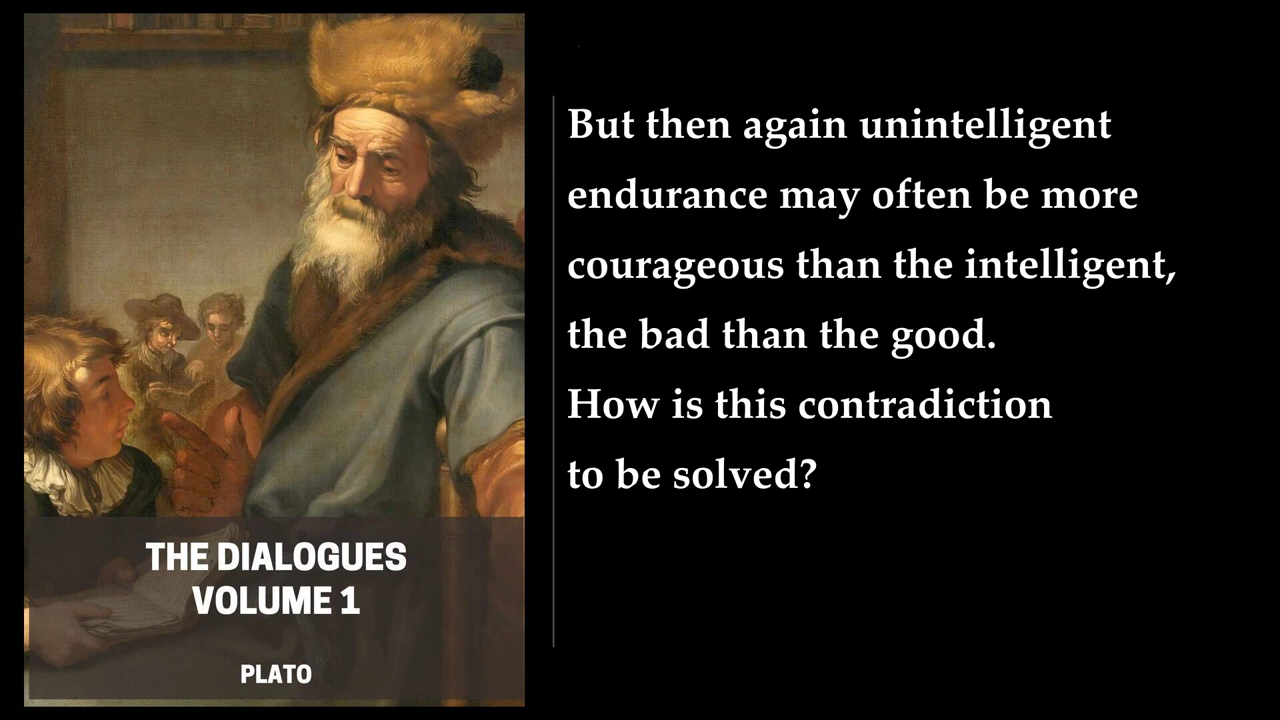 THE DIALOGUES
VOLUME 1
PLATO
But then again unintelligent
endurance may often be more
courageous than the intelligent,
the bad than the good.
How is this contradiction
to be solved?